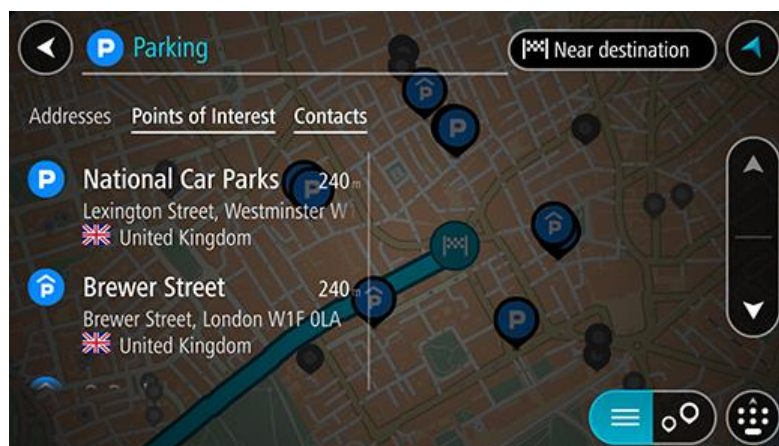 P Parking
Near destination
Addresses Points of Interest Contacts
P National Car Parks 240 m
Lexington Street, Westminster W1
United Kingdom
P Brewer Street 240 m
Brewer Street, London W1F 0LA
United Kingdom